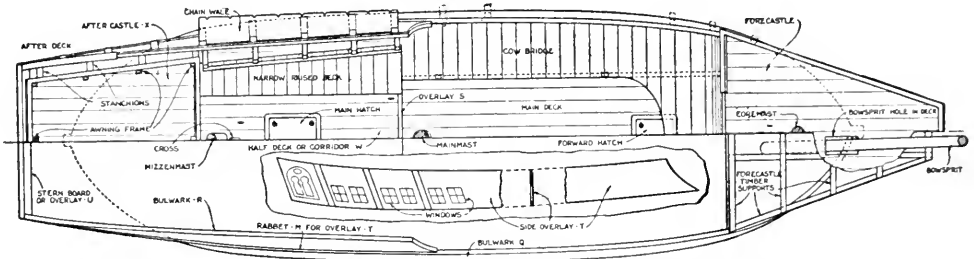 CHAIN WALE
FORECASTLE
AFTER CASTLE-X
AFTER DECK
COW BRIDGE
NARROW RAISED DECK
STANCHIONS
OVERLAY S
MAIN DECK
MAIN HATCH
BOWSPRIT HOLE IN DECK
FOREMAST
AWNING FRAME
CROSS
HALF DECK OR CORRIDOR W
MAINMAST
FORWARD HATCH
MIZZENMAST
BOWSPRIT
FORECASTLE
TIMBER
SUPPORTS
STERN BOARD
OR OVERLAY-U
BULWARK-R
WINDOWS
SIDE OVERLAY-T
RABBET-M FOR OVERLAY-T
BULWARK Q